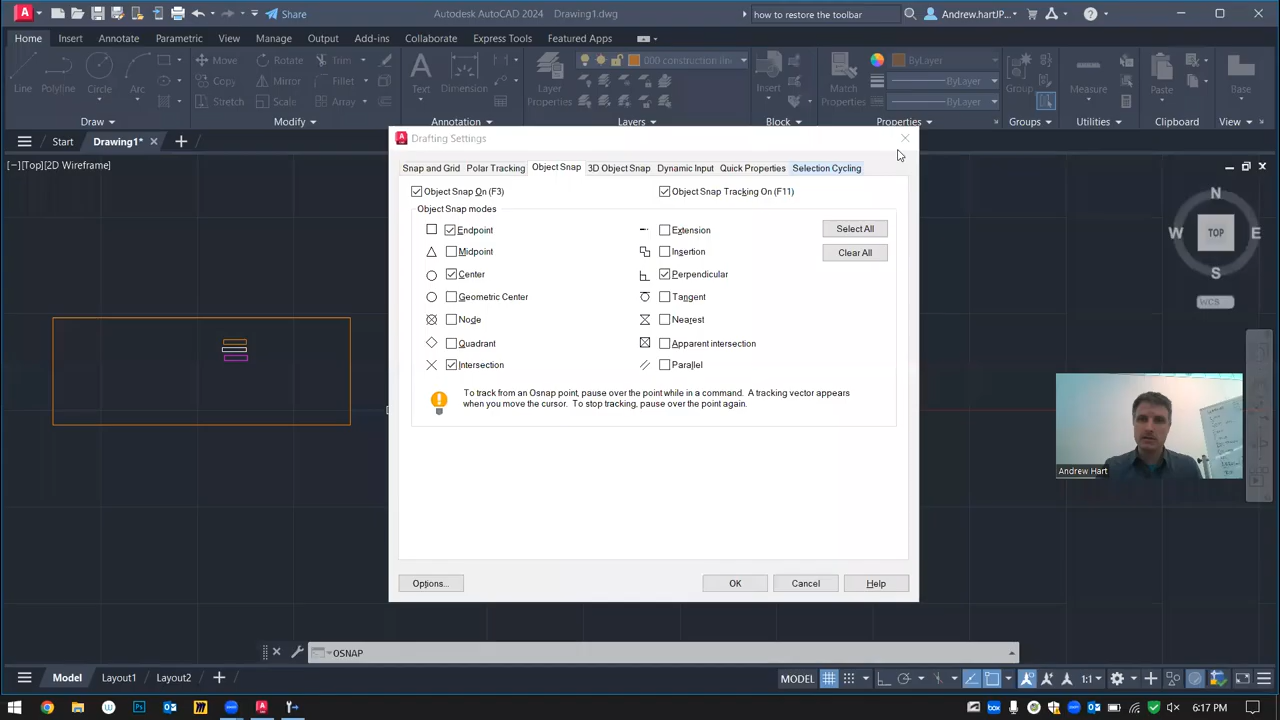 Share
Autodesk AutoCAD 2024 Drawing1.dwg
how to restore the toolbar
Andrew.hartJP...
Home
Insert
Annotate
Parametric
View
Manage
Output
Add-ins
Collaborate
Express Tools
Featured Apps
Line
Polyline
Circle
Arc
Move
Copy
Stretch
Rotate
Mirror
Scale
Trim
Fillet
Array
Text
Dimension
Layer
Properties
000 construction lin
Insert
Match
Properties
ByLayer
ByLayer
ByLayer
Group
Measure
Paste
Base
Draw
Modify
Annotation
Layers
Block
Properties
Groups
Utilities
Clipboard
View
Start
Drawing1*
[−][Top][2D Wireframe]
Drafting Settings
Snap and Grid
Polar Tracking
Object Snap
3D Object Snap
Dynamic Input
Quick Properties
Selection Cycling
Object Snap On (F3)
Object Snap Tracking On (F11)
Object Snap modes
Endpoint
Midpoint
Center
Geometric Center
Node
Quadrant
Intersection
Extension
Insertion
Perpendicular
Tangent
Nearest
Apparent intersection
Parallel
Select All
Clear All
To track from an Osnap point, pause over the point while in a command. A tracking vector appears
when you move the cursor. To stop tracking, pause over the point again.
Options...
OK
Cancel
Help
N
W
TOP
E
S
WCS
Andrew Hart
OSNAP
Model
Layout1
Layout2
MODEL
1:1
6:17 PM